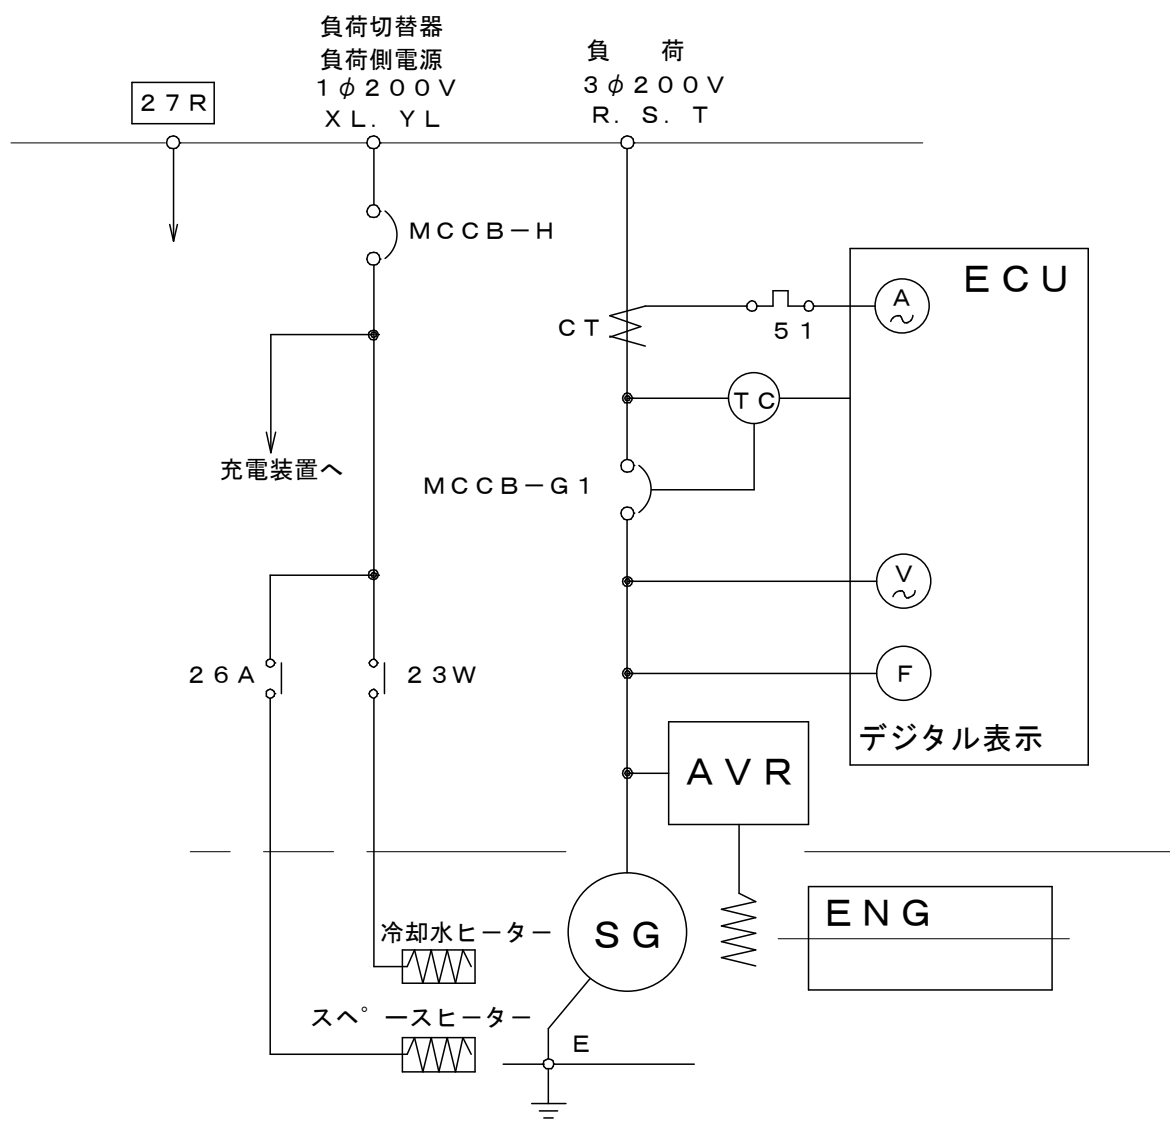 負荷切替器
負荷側電源
1φ200V
XL. YL
負 荷
3φ200V
R. S. T
27R
MCCB-H
ECU
A
CT
51
TC
充電装置へ
MCCB-G1
V
26A
23W
F
デジタル表示
AVR
ENG
冷却水ヒーター
SG
スペースヒーター
E